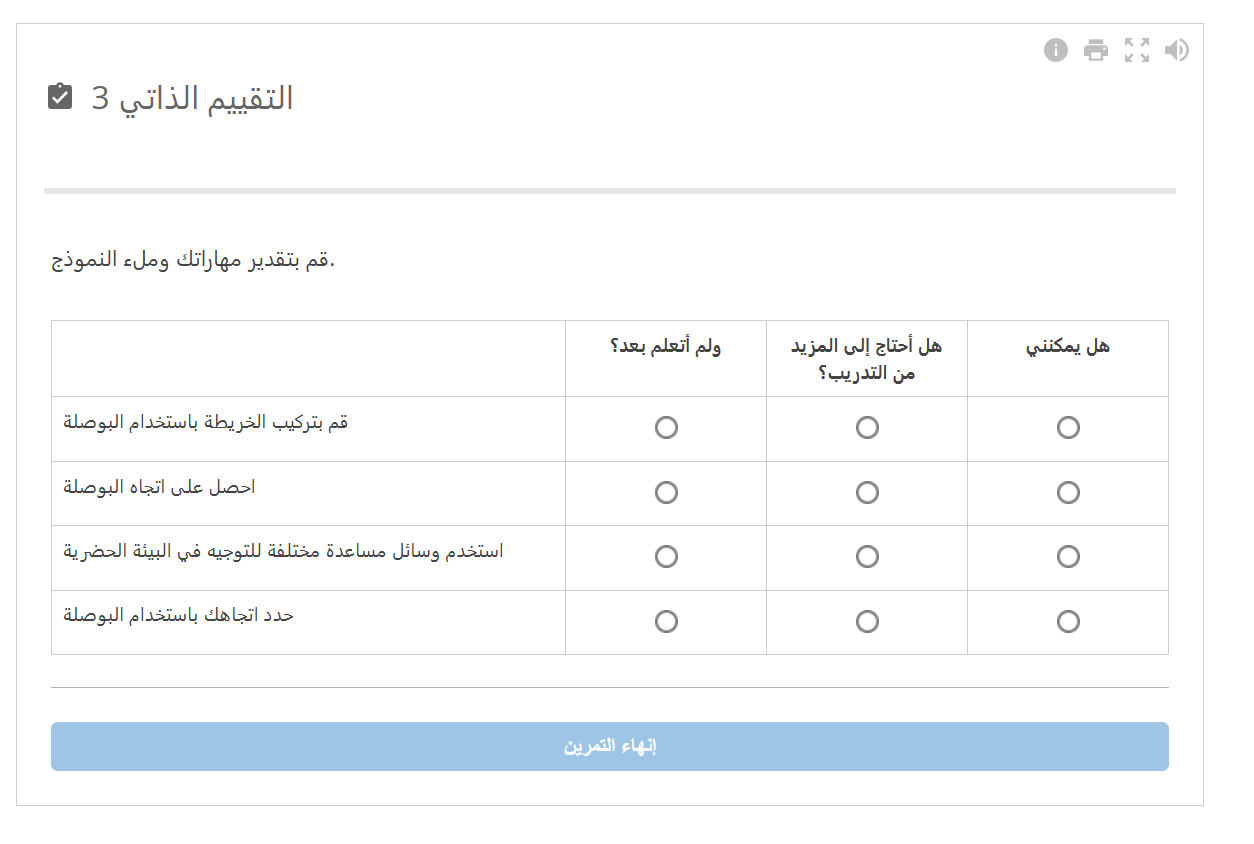 التقييم الذاتي 3
قم بتقدير مهاراتك وملء النموذج.
ولم أتعلم بعد؟
هل أحتاج إلى المزيد
من التدريب؟
هل يمكنني
قم بتركيب الخريطة باستخدام البوصلة
احصل على اتجاه البوصلة
استخدم وسائل مساعدة مختلفة للتوجيه في البيئة الحضرية
حدد اتجاهك باستخدام البوصلة
إنهاء التمرين